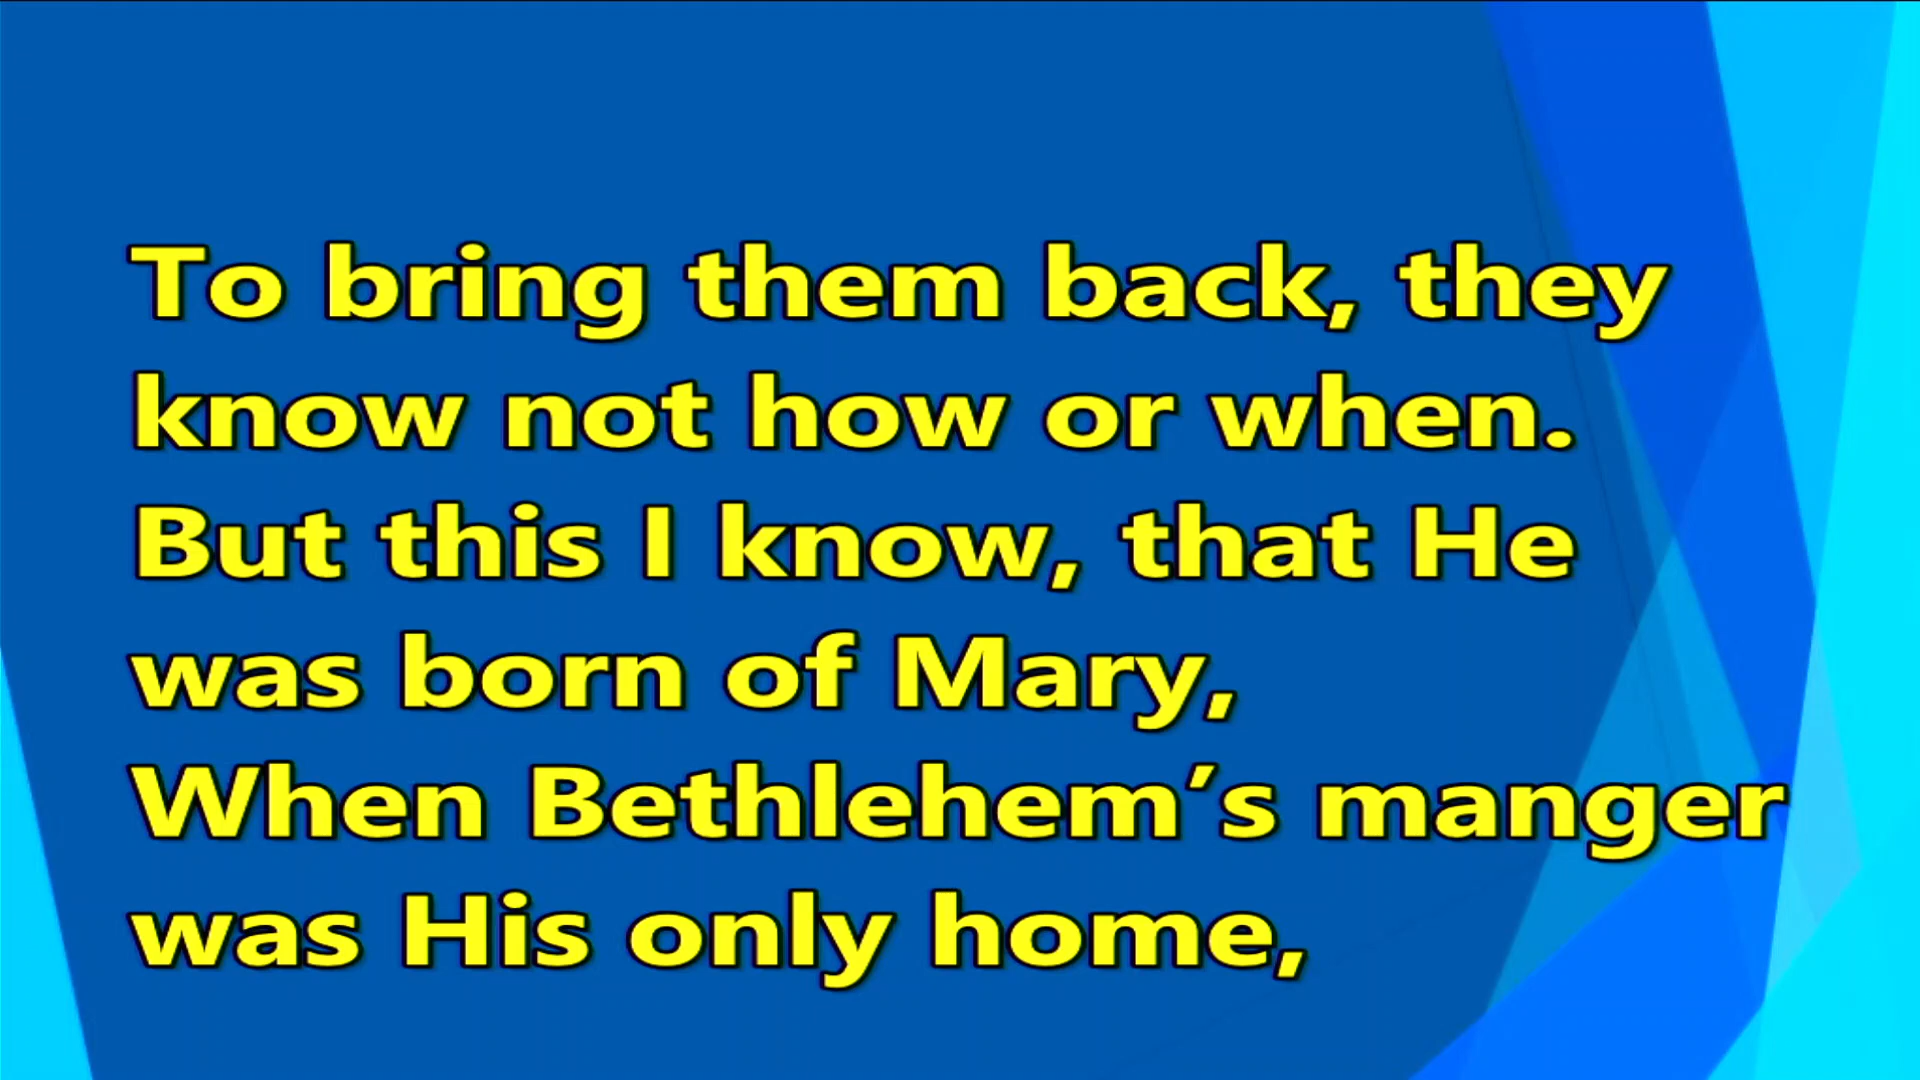 To bring them back, they
know not how or when.
But this I know, that He
was born of Mary,
When Bethlehem’s manger
was His only home,